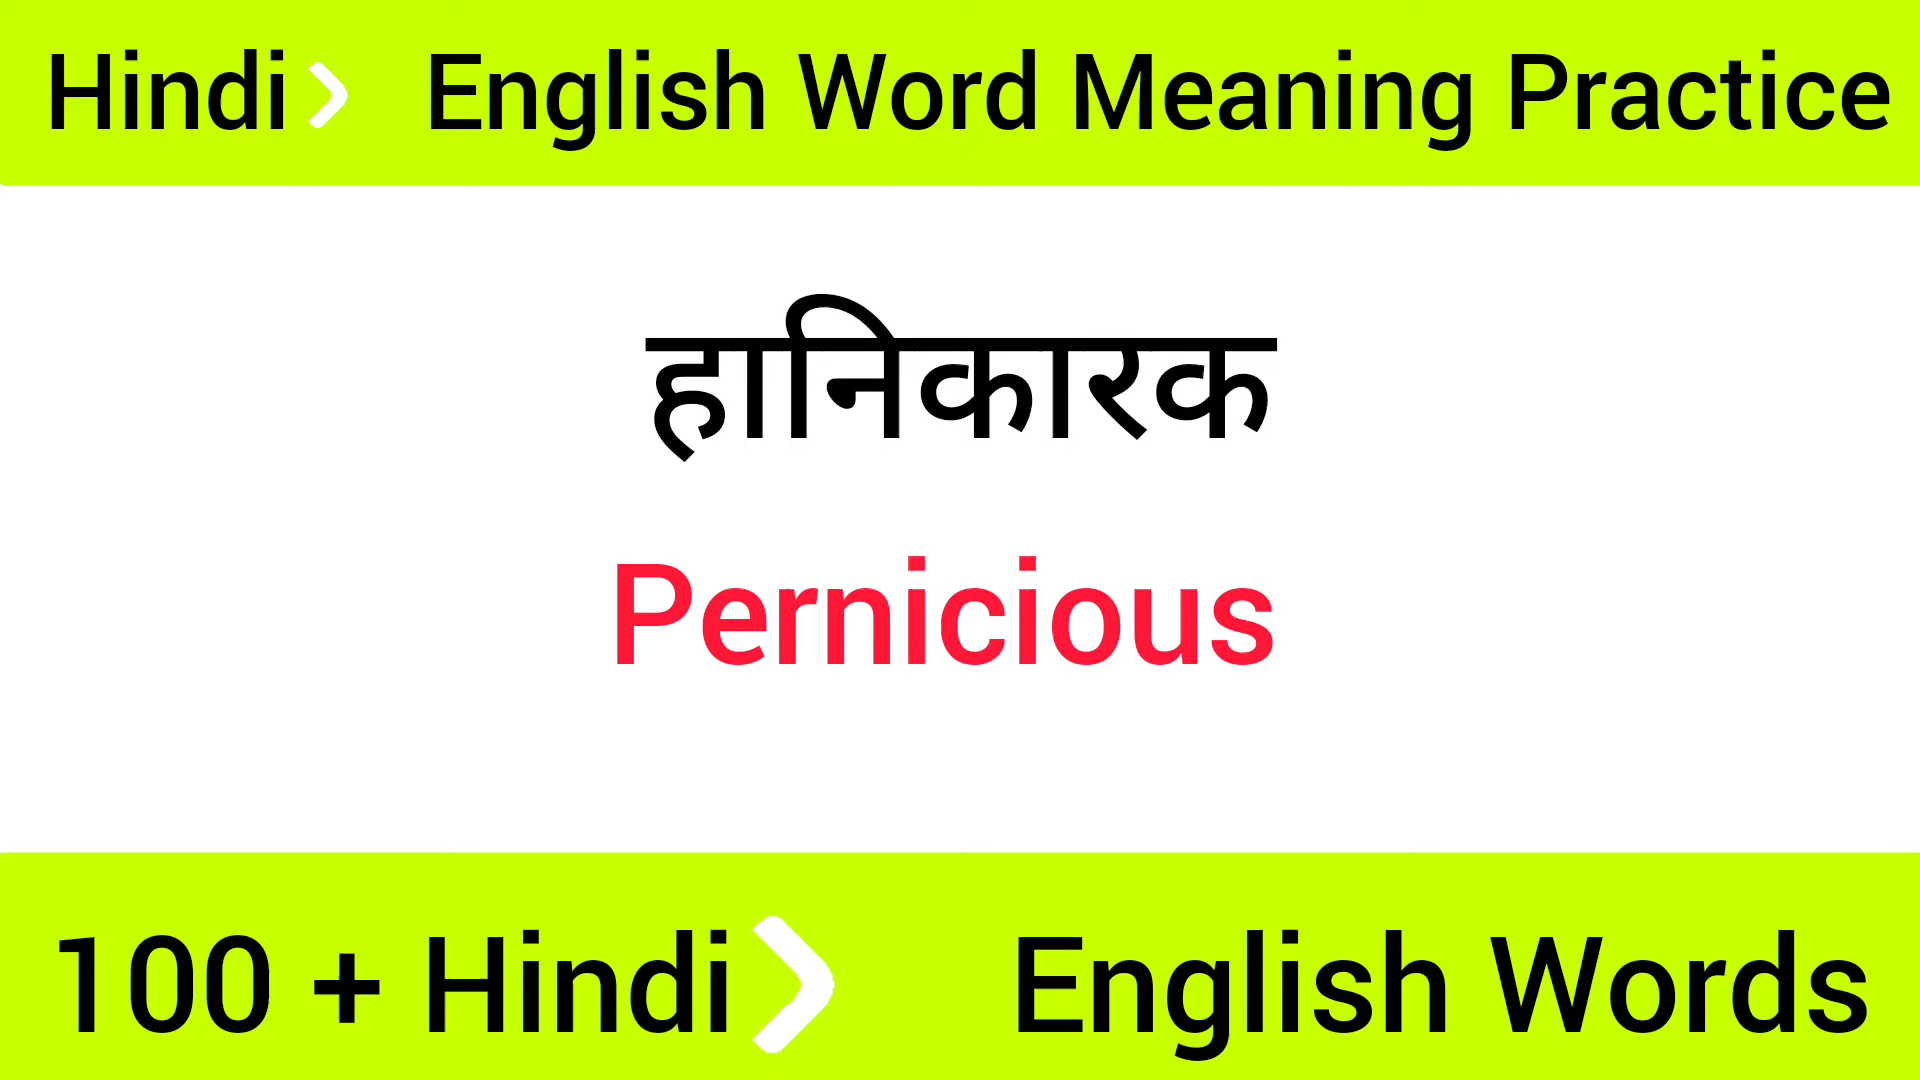 Hindi > English Word Meaning Practice
हानिकारक
Pernicious
100 + Hindi > English Words